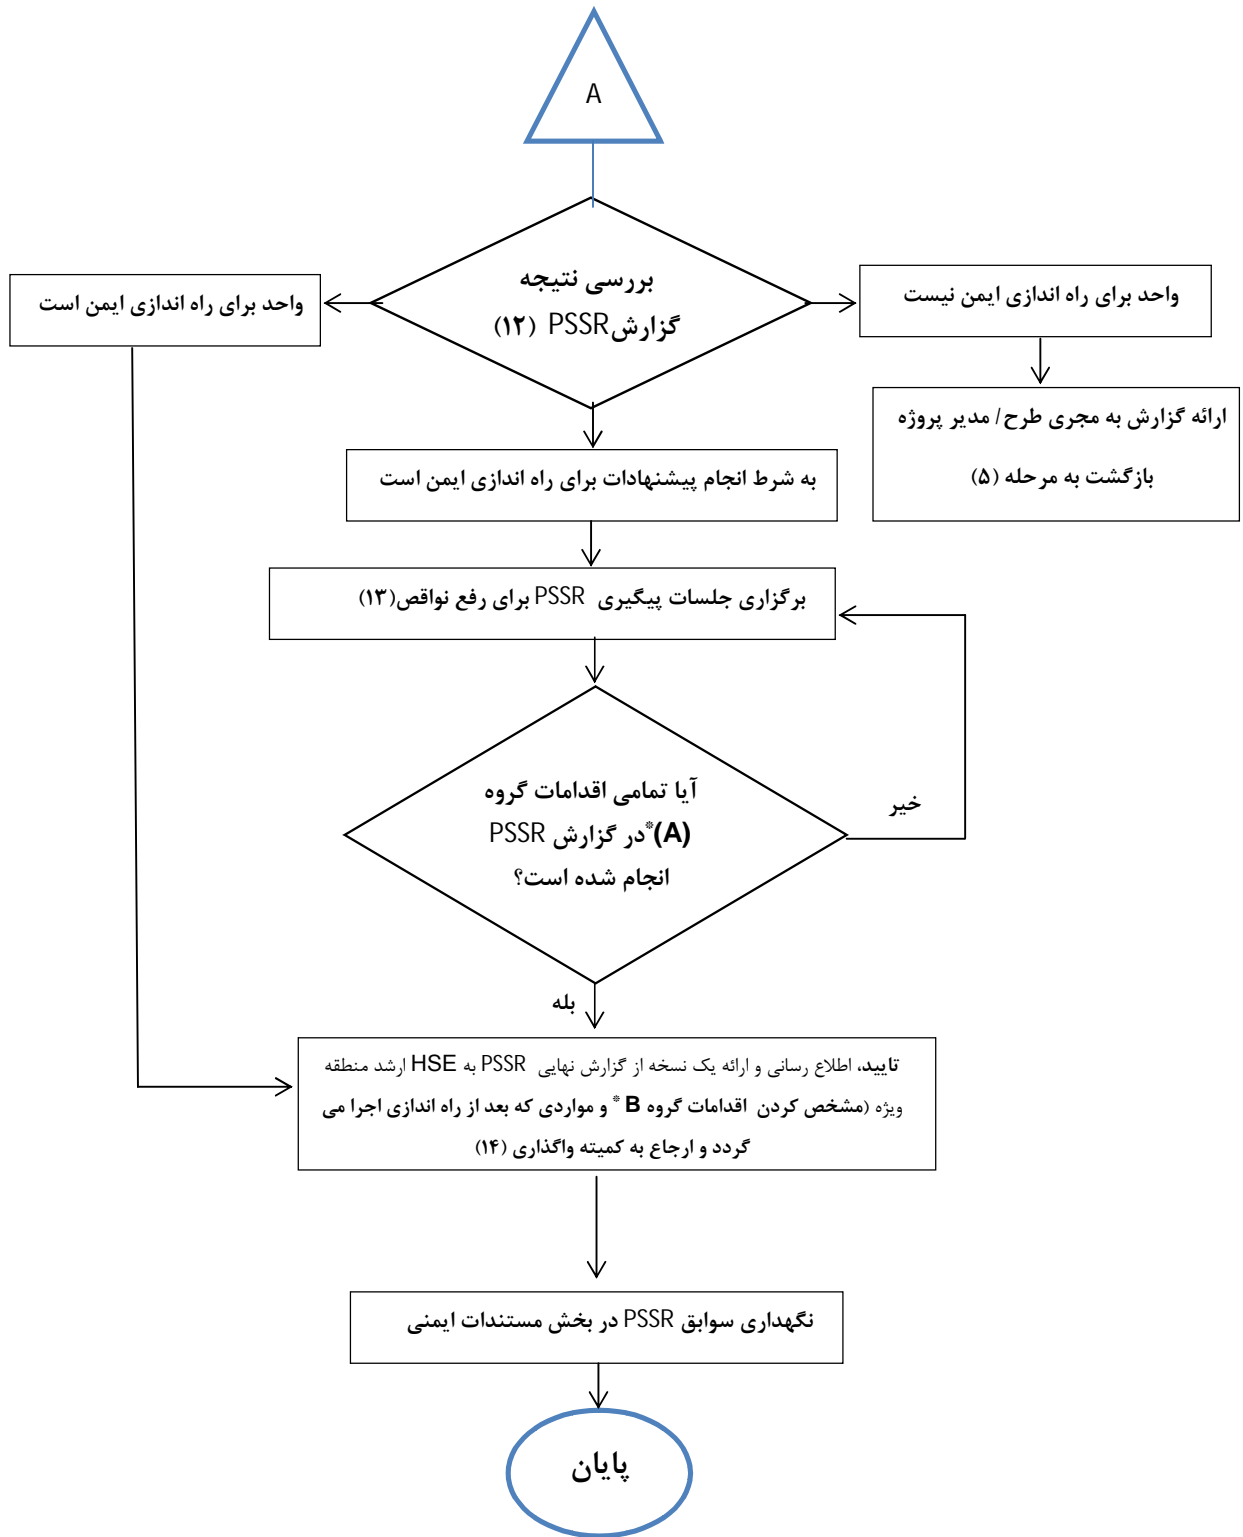 A
بررسی نتیجه
گزارش PSSR (۱۲)
واحد برای راه اندازی ایمن نیست
واحد برای راه اندازی ایمن است
ارائه گزارش به مجری طرح/ مدیر پروژه
بازگشت به مرحله (۵)
به شرط انجام پیشنهادات برای راه اندازی ایمن است
برگزاری جلسات پیگیری PSSR برای رفع نواقص(۱۳)
آیا تمامی اقدامات گروه
(A)* در گزارش PSSR
انجام شده است؟
خیر
بله
تایید، اطلاع رسانی و ارائه یک نسخه از گزارش نهایی PSSR به HSE ارشد منطقه
ویژه (مشخص کردن اقدامات گروه B * و مواردی که بعد از راه اندازی اجرا می
گردد و ارجاع به کمیته واگذاری (۱۴)
نگهداری سوابق PSSR در بخش مستندات ایمنی
پایان